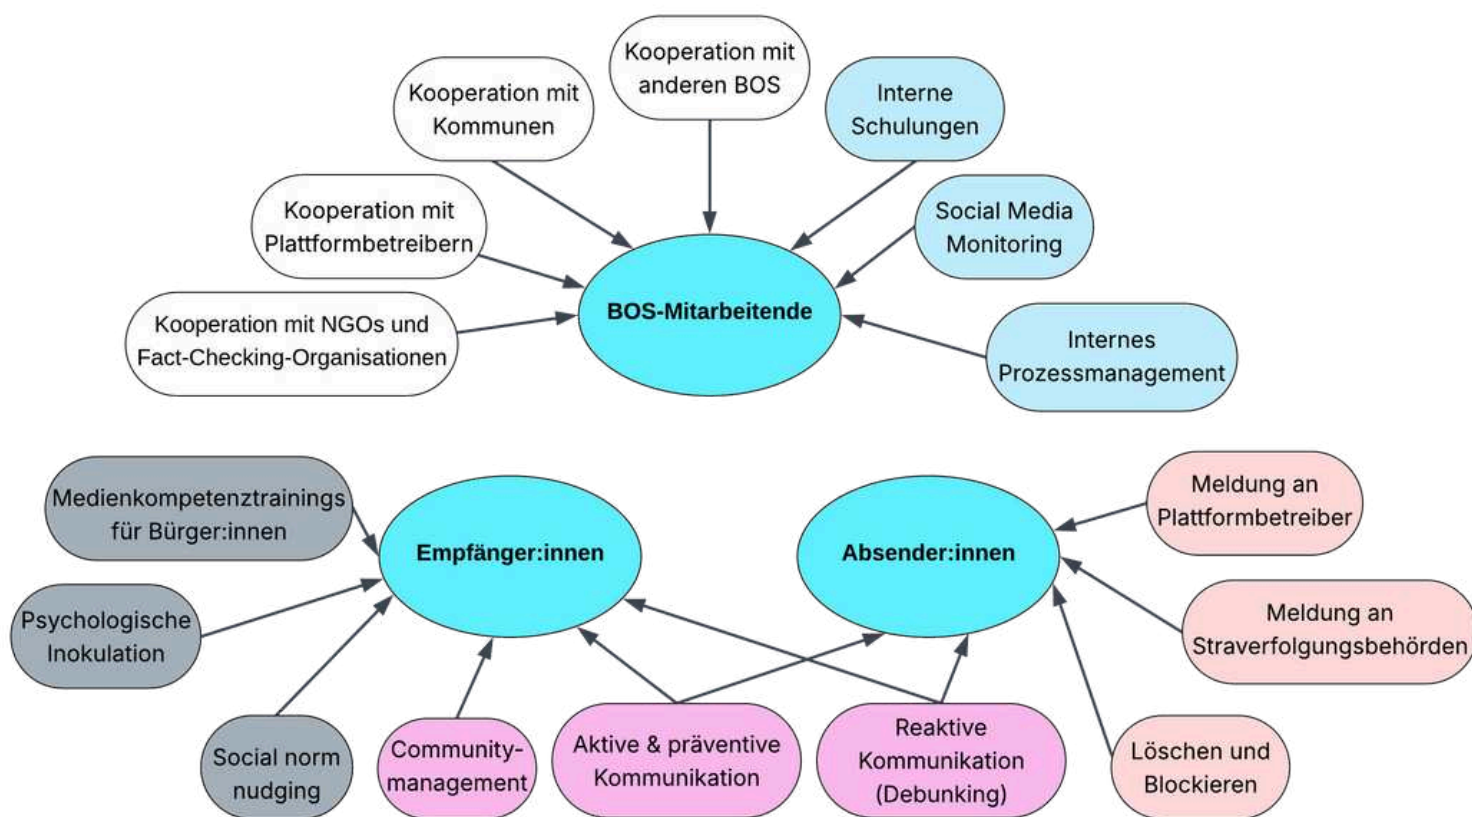 Kooperation mit
anderen BOS
Kooperation mit
Kommunen
Interne
Schulungen
Kooperation mit
Plattformbetreibern
Social Media
Monitoring
Kooperation mit NGOs und
Fact-Checking-Organisationen
BOS-Mitarbeitende
Internes
Prozessmanagement
Medienkompetenztrainings
für Bürger:innen
Empfänger:innen
Absender:innen
Meldung an
Plattformbetreiber
Psychologische
Inokulation
Meldung an
Straverfolgungsbehörden
Social norm
nudging
Community-
management
Aktive & präventive
Kommunikation
Reaktive
Kommunikation
(Debunking)
Löschen und
Blockieren